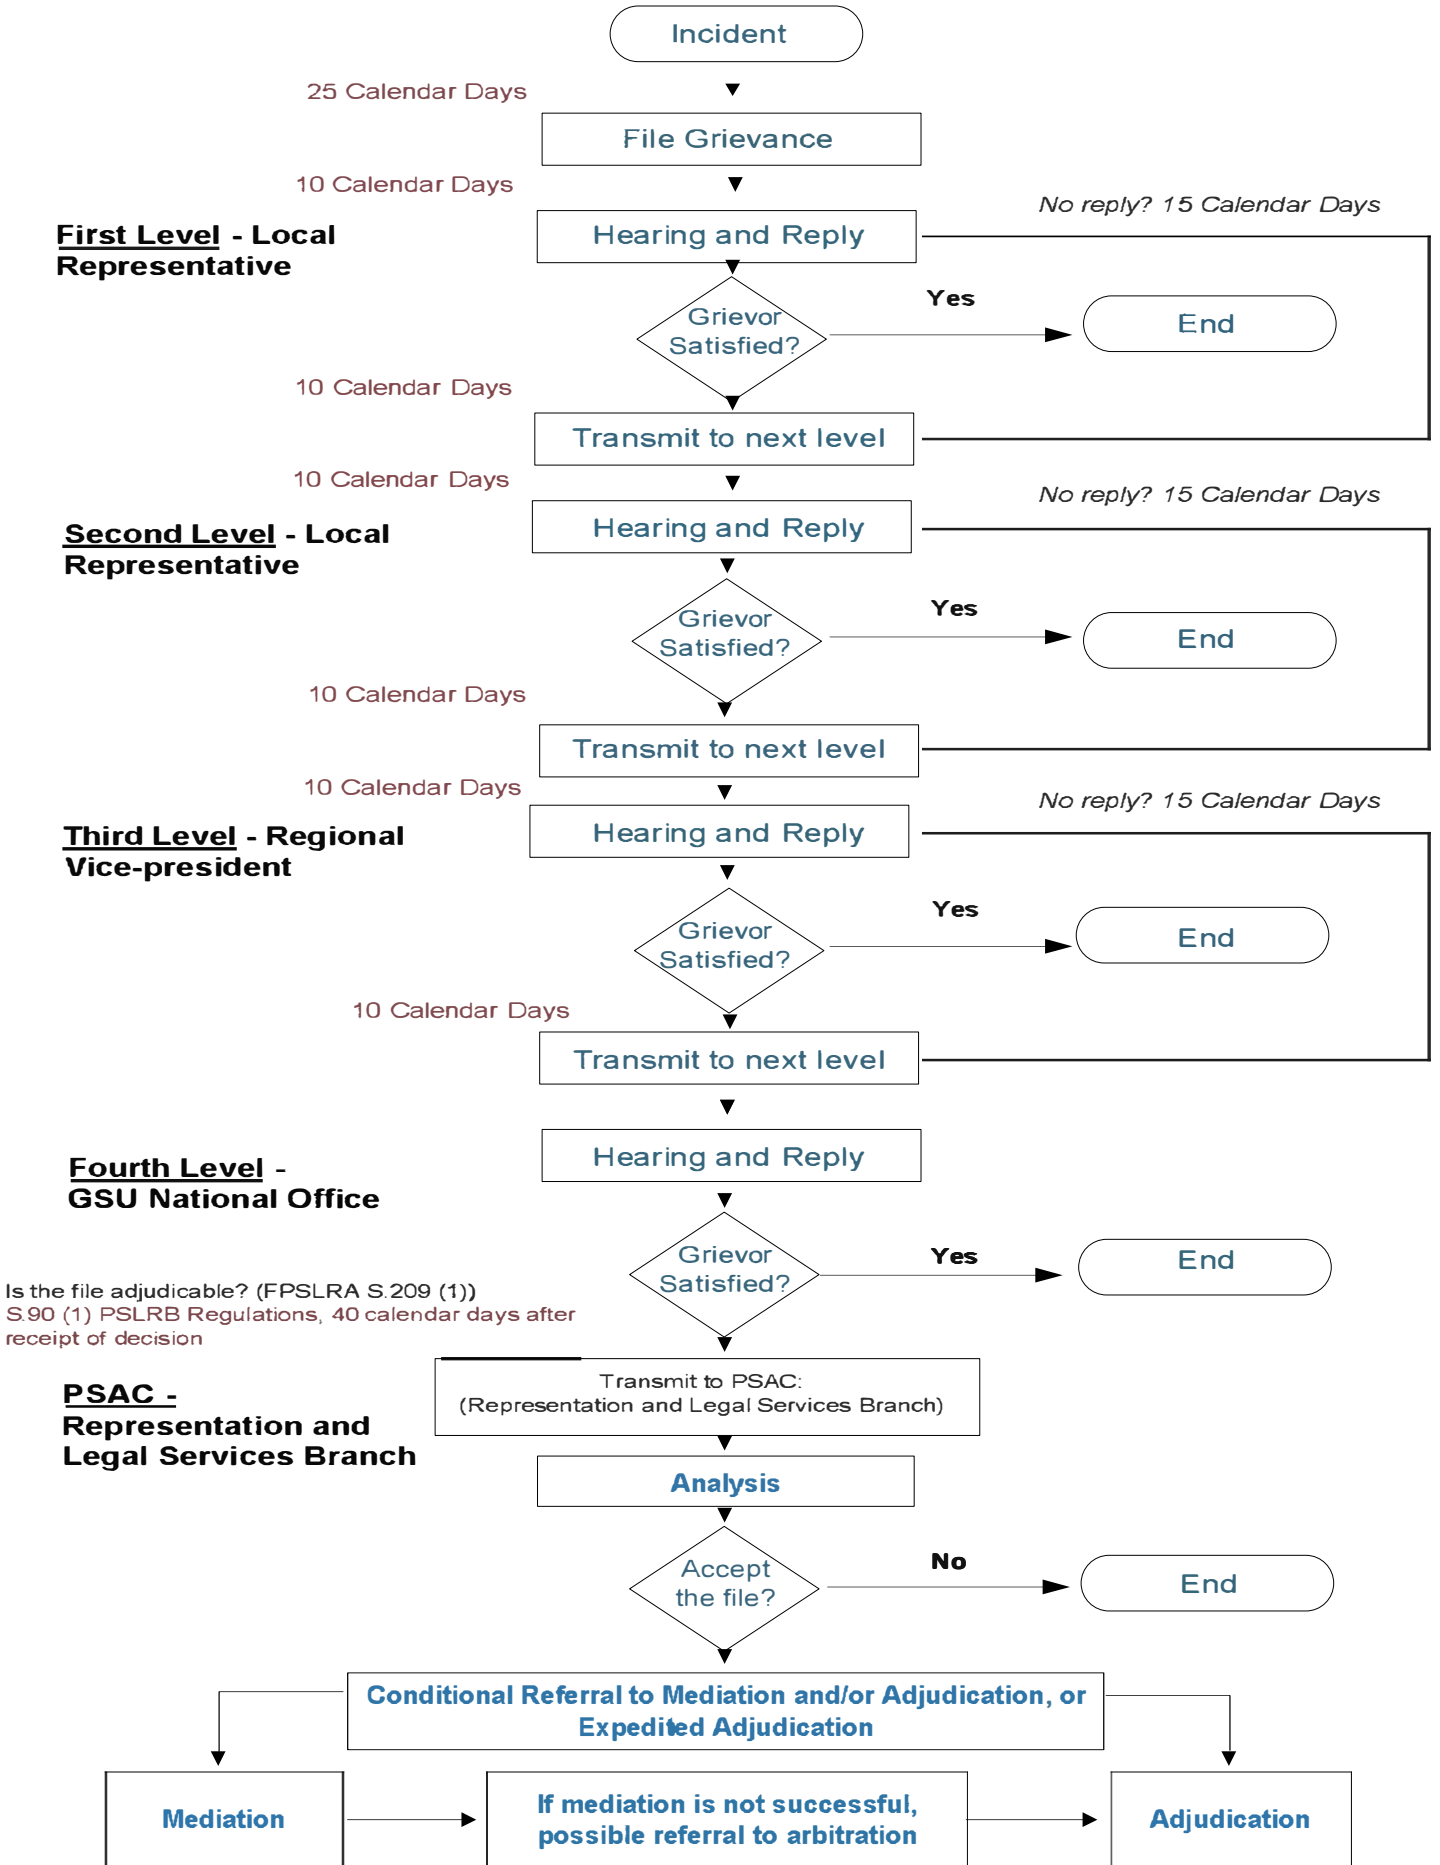 Incident
25 Calendar Days
File Grievance
10 Calendar Days
No reply? 15 Calendar Days
First Level - Local
Representative
Hearing and Reply
Yes
Grievor
Satisfied?
End
10 Calendar Days
Transmit to next level
10 Calendar Days
No reply? 15 Calendar Days
Second Level - Local
Representative
Hearing and Reply
Yes
Grievor
Satisfied?
End
10 Calendar Days
Transmit to next level
10 Calendar Days
No reply? 15 Calendar Days
Third Level - Regional
Vice-president
Hearing and Reply
Yes
Grievor
Satisfied?
End
10 Calendar Days
Transmit to next level
Hearing and Reply
Fourth Level -
GSU National Office
Grievor
Satisfied?
Yes
End
Is the file adjudicable? (FPSLRA S.209 (1))
S.90 (1) PSLRB Regulations, 40 calendar days after
receipt of decision
Transmit to PSAC:
(Representation and Legal Services Branch)
PSAC -
Representation and
Legal Services Branch
Analysis
Accept
the file?
No
End
Conditional Referral to Mediation and/or Adjudication, or
Expedited Adjudication
Mediation
If mediation is not successful,
possible referral to arbitration
Adjudication